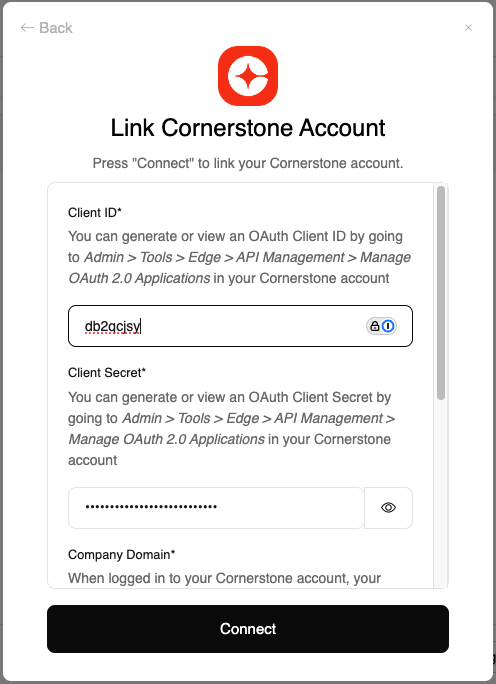 ← Back
×
Link Cornerstone Account
Press "Connect" to link your Cornerstone account.
Client ID*
You can generate or view an OAuth Client ID by going
to Admin > Tools > Edge > API Management > Manage
OAuth 2.0 Applications in your Cornerstone account
db2qcjsy
Client Secret*
You can generate or view an OAuth Client Secret by
going to Admin > Tools > Edge > API Management >
Manage OAuth 2.0 Applications in your Cornerstone
account
•••••••••••••••••••••••••••
Company Domain*
When logged in to your Cornerstone account, your
Connect